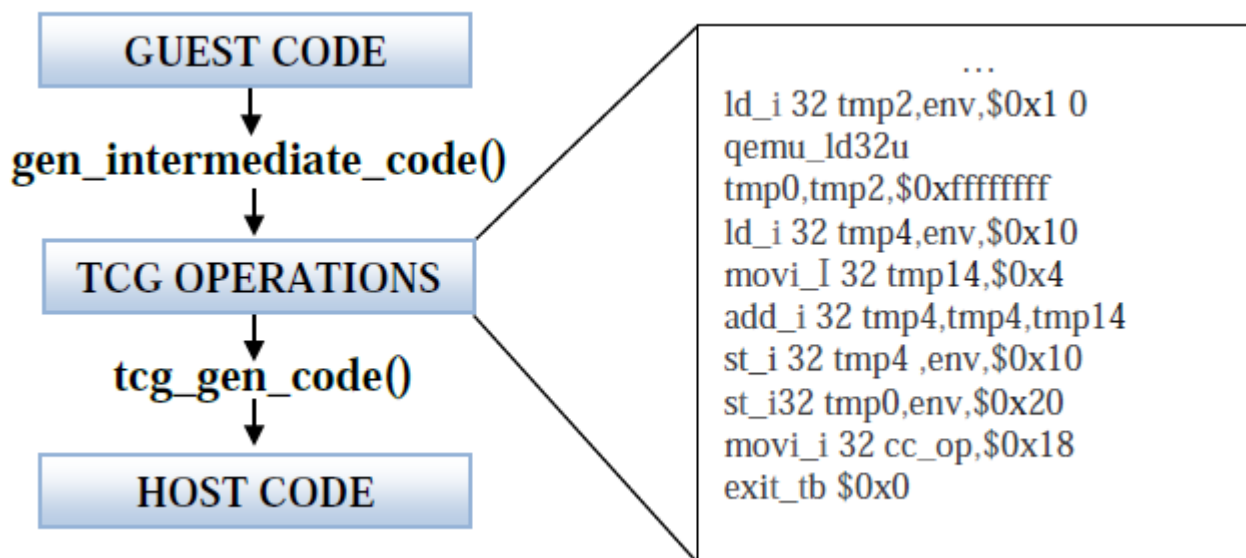 GUEST CODE
gen_intermediate_code()
TCG OPERATIONS
tcg_gen_code()
HOST CODE
...
ld_i 32 tmp2,env,$0x1 0
qemu_ld32u
tmp0,tmp2,$0xffffffff
ld_i 32 tmp4,env,$0x10
movi_I 32 tmp14,$0x4
add_i 32 tmp4,tmp4,tmp14
st_i 32 tmp4 ,env,$0x10
st_i32 tmp0,env,$0x20
movi_i 32 cc_op,$0x18
exit_tb $0x0